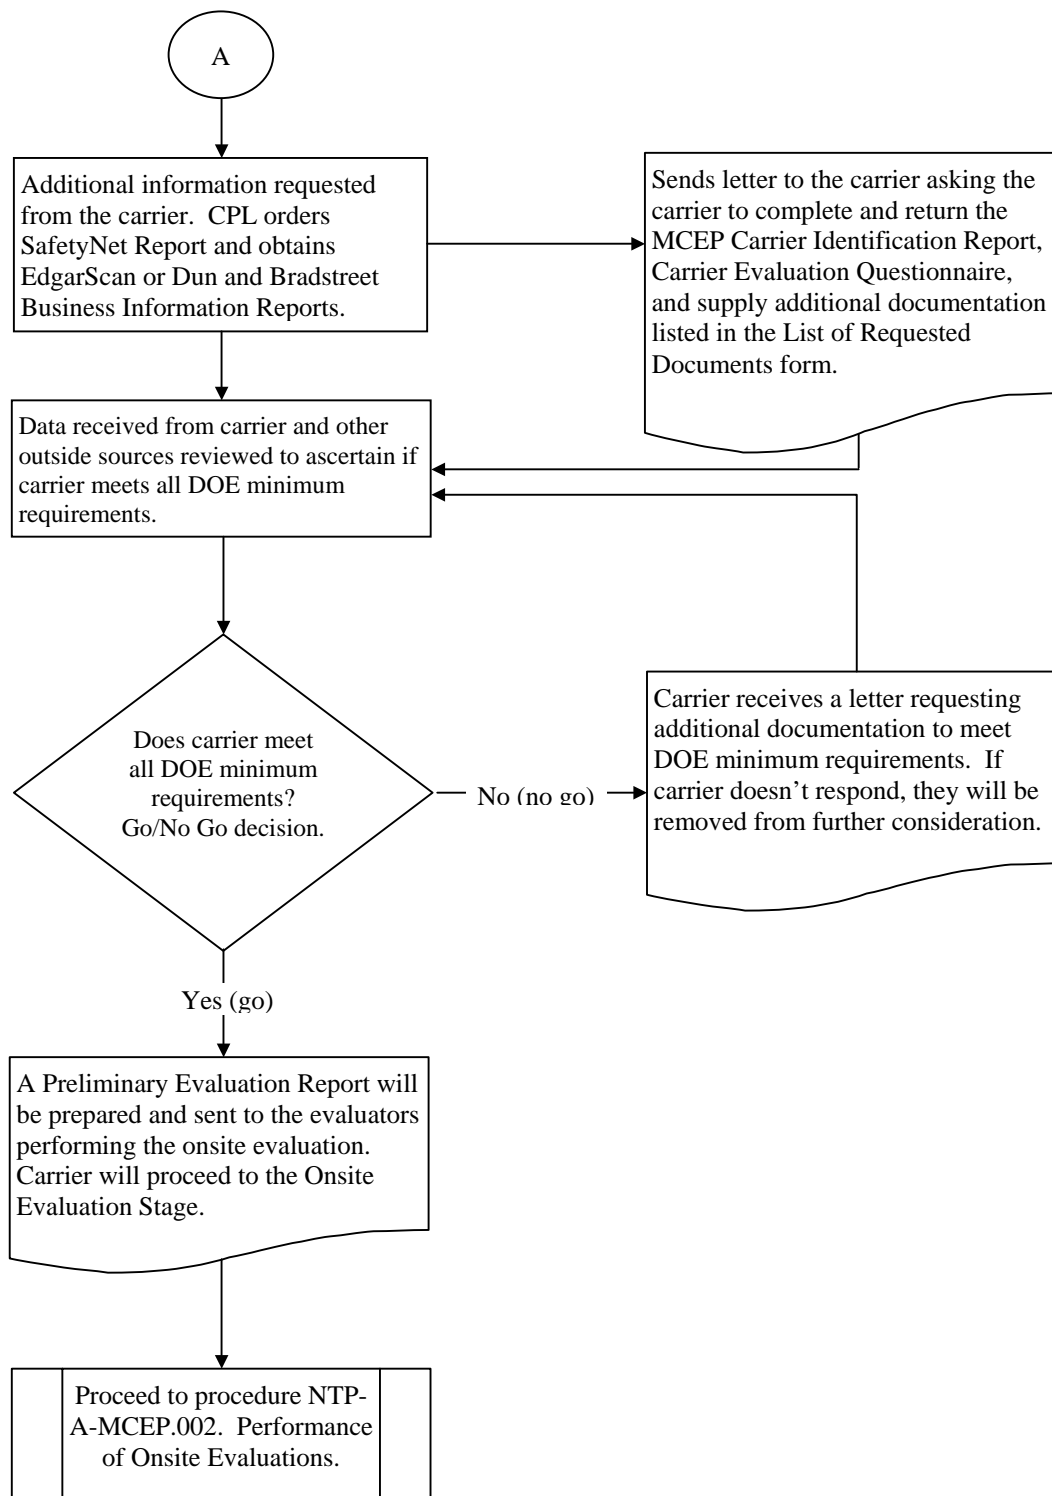 A
Additional information requested
from the carrier.  CPL orders
SafetyNet Report and obtains
EdgarScan or Dun and Bradstreet
Business Information Reports.
Sends letter to the carrier asking the
carrier to complete and return the
MCEP Carrier Identification Report,
Carrier Evaluation Questionnaire,
and supply additional documentation
listed in the List of Requested
Documents form.
Data received from carrier and other
outside sources reviewed to ascertain if
carrier meets all DOE minimum
requirements.
Does carrier meet
all DOE minimum
requirements?
Go/No Go decision.
No (no go)
Carrier receives a letter requesting
additional documentation to meet
DOE minimum requirements.  If
carrier doesn’t respond, they will be
removed from further consideration.
Yes (go)
A Preliminary Evaluation Report will
be prepared and sent to the evaluators
performing the onsite evaluation.
Carrier will proceed to the Onsite
Evaluation Stage.
Proceed to procedure NTP-
A-MCEP.002.  Performance
of Onsite Evaluations.